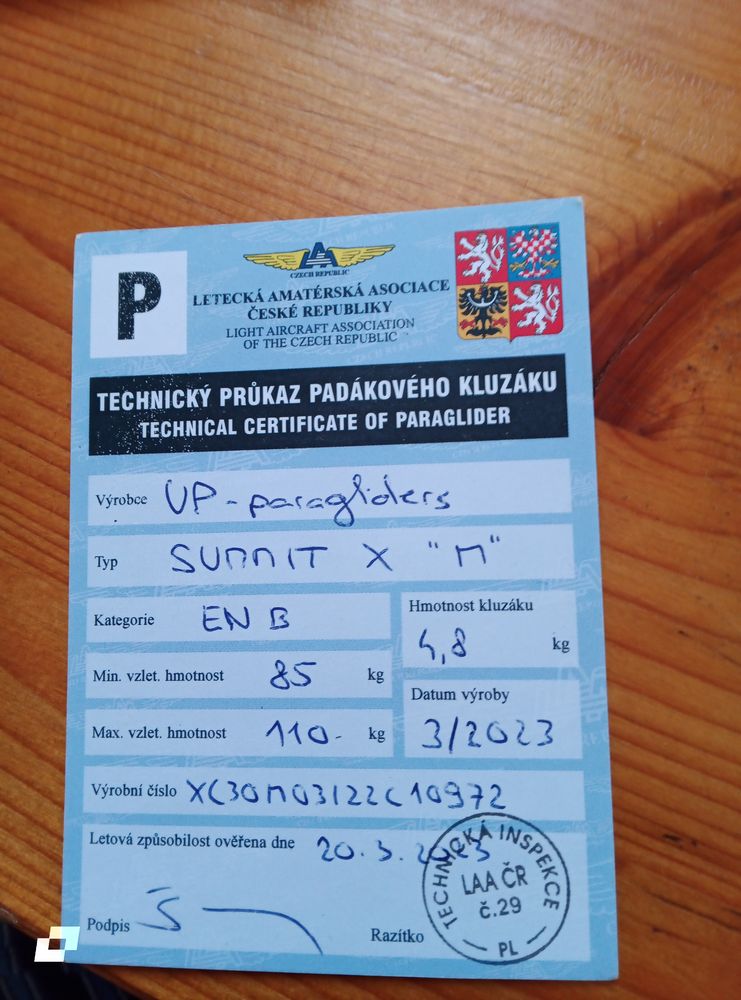 P
CZECH REPUBLIC
LETECKÁ AMATÉRSKÁ ASOCIACE
ČESKÉ REPUBLIKY
LIGHT AIRCRAFT ASSOCIATION
OF THE CZECH REPUBLIC
TECHNICKÝ PRŮKAZ PADÁKOVÉHO KLUZÁKU
TECHNICAL CERTIFICATE OF PARAGLIDER
Výrobce UP-paragliders
Typ SUMMIT X "M"
Kategorie EN B
Hmotnost kluzáku
4,8 kg
Min. vzlet. hmotnost 85 kg
Datum výroby
3/2023
Max. vzlet. hmotnost 110- kg
Výrobní číslo XC30M03122C10972
Letová způsobilost ověřena dne 20.3.2023
Podpis
Razítko
TECHNICKÁ INSPEKCE
LAA ČR
č.29
PL